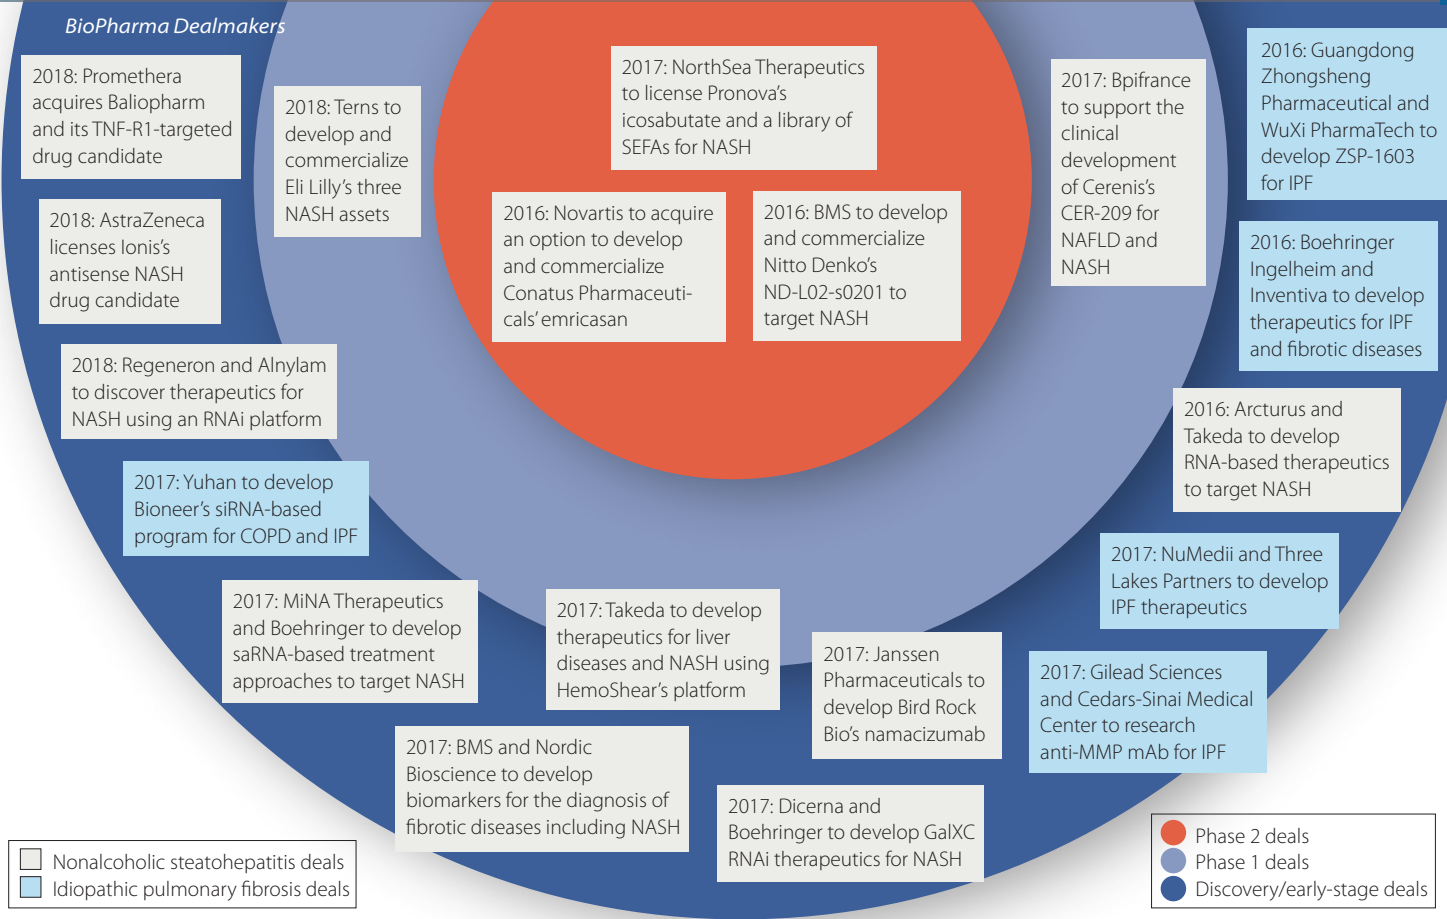 BioPharma Dealmakers
2018: Promethera
acquires Baliopharm
and its TNF-R1-targeted
drug candidate
2018: Terns to
develop and
commercialize
Eli Lilly's three
NASH assets
2017: NorthSea Therapeutics
to license Pronova's
icosabutate and a library of
SEFAs for NASH
2016: Novartis to acquire
an option to develop
and commercialize
Conatus Pharmaceuti-
cals' emricasan
2016: BMS to develop
and commercialize
Nitto Denko's
ND-L02-s0201 to
target NASH
2017: Bpifrance
to support the
clinical
development
of Cerenis's
CER-209 for
NAFLD and
NASH
2016: Guangdong
Zhongsheng
Pharmaceutical and
WuXi PharmaTech to
develop ZSP-1603
for IPF
2018: AstraZeneca
licenses Ionis's
antisense NASH
drug candidate
2016: Boehringer
Ingelheim and
Inventiva to develop
therapeutics for IPF
and fibrotic diseases
2018: Regeneron and Alnylam
to discover therapeutics for
NASH using an RNAi platform
2016: Arcturus and
Takeda to develop
RNA-based therapeutics
to target NASH
2017: Yuhan to develop
Bioneer's siRNA-based
program for COPD and IPF
2017: NuMedii and Three
Lakes Partners to develop
IPF therapeutics
2017: MiNA Therapeutics
and Boehringer to develop
saRNA-based treatment
approaches to target NASH
2017: Takeda to develop
therapeutics for liver
diseases and NASH using
HemoShear's platform
2017: Janssen
Pharmaceuticals to
develop Bird Rock
Bio's namacizumab
2017: Gilead Sciences
and Cedars-Sinai Medical
Center to research
anti-MMP mAb for IPF
2017: BMS and Nordic
Bioscience to develop
biomarkers for the diagnosis of
fibrotic diseases including NASH
2017: Dicerna and
Boehringer to develop GalXC
RNAi therapeutics for NASH
Nonalcoholic steatohepatitis deals
Idiopathic pulmonary fibrosis deals
Phase 2 deals
Phase 1 deals
Discovery/early-stage deals